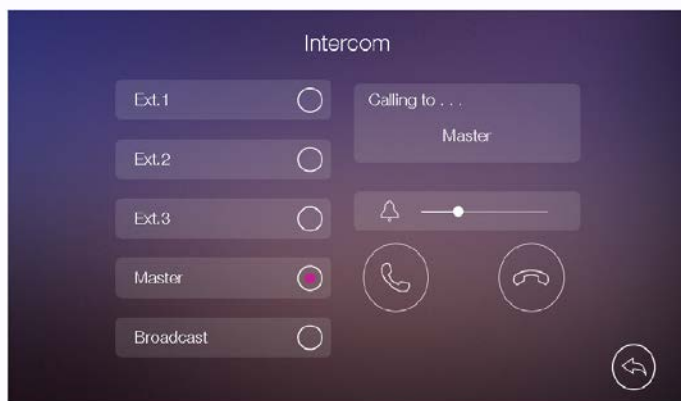 Intercom
Ext.1
Ext.2
Ext.3
Master
Broadcast
Calling to . . .
Master